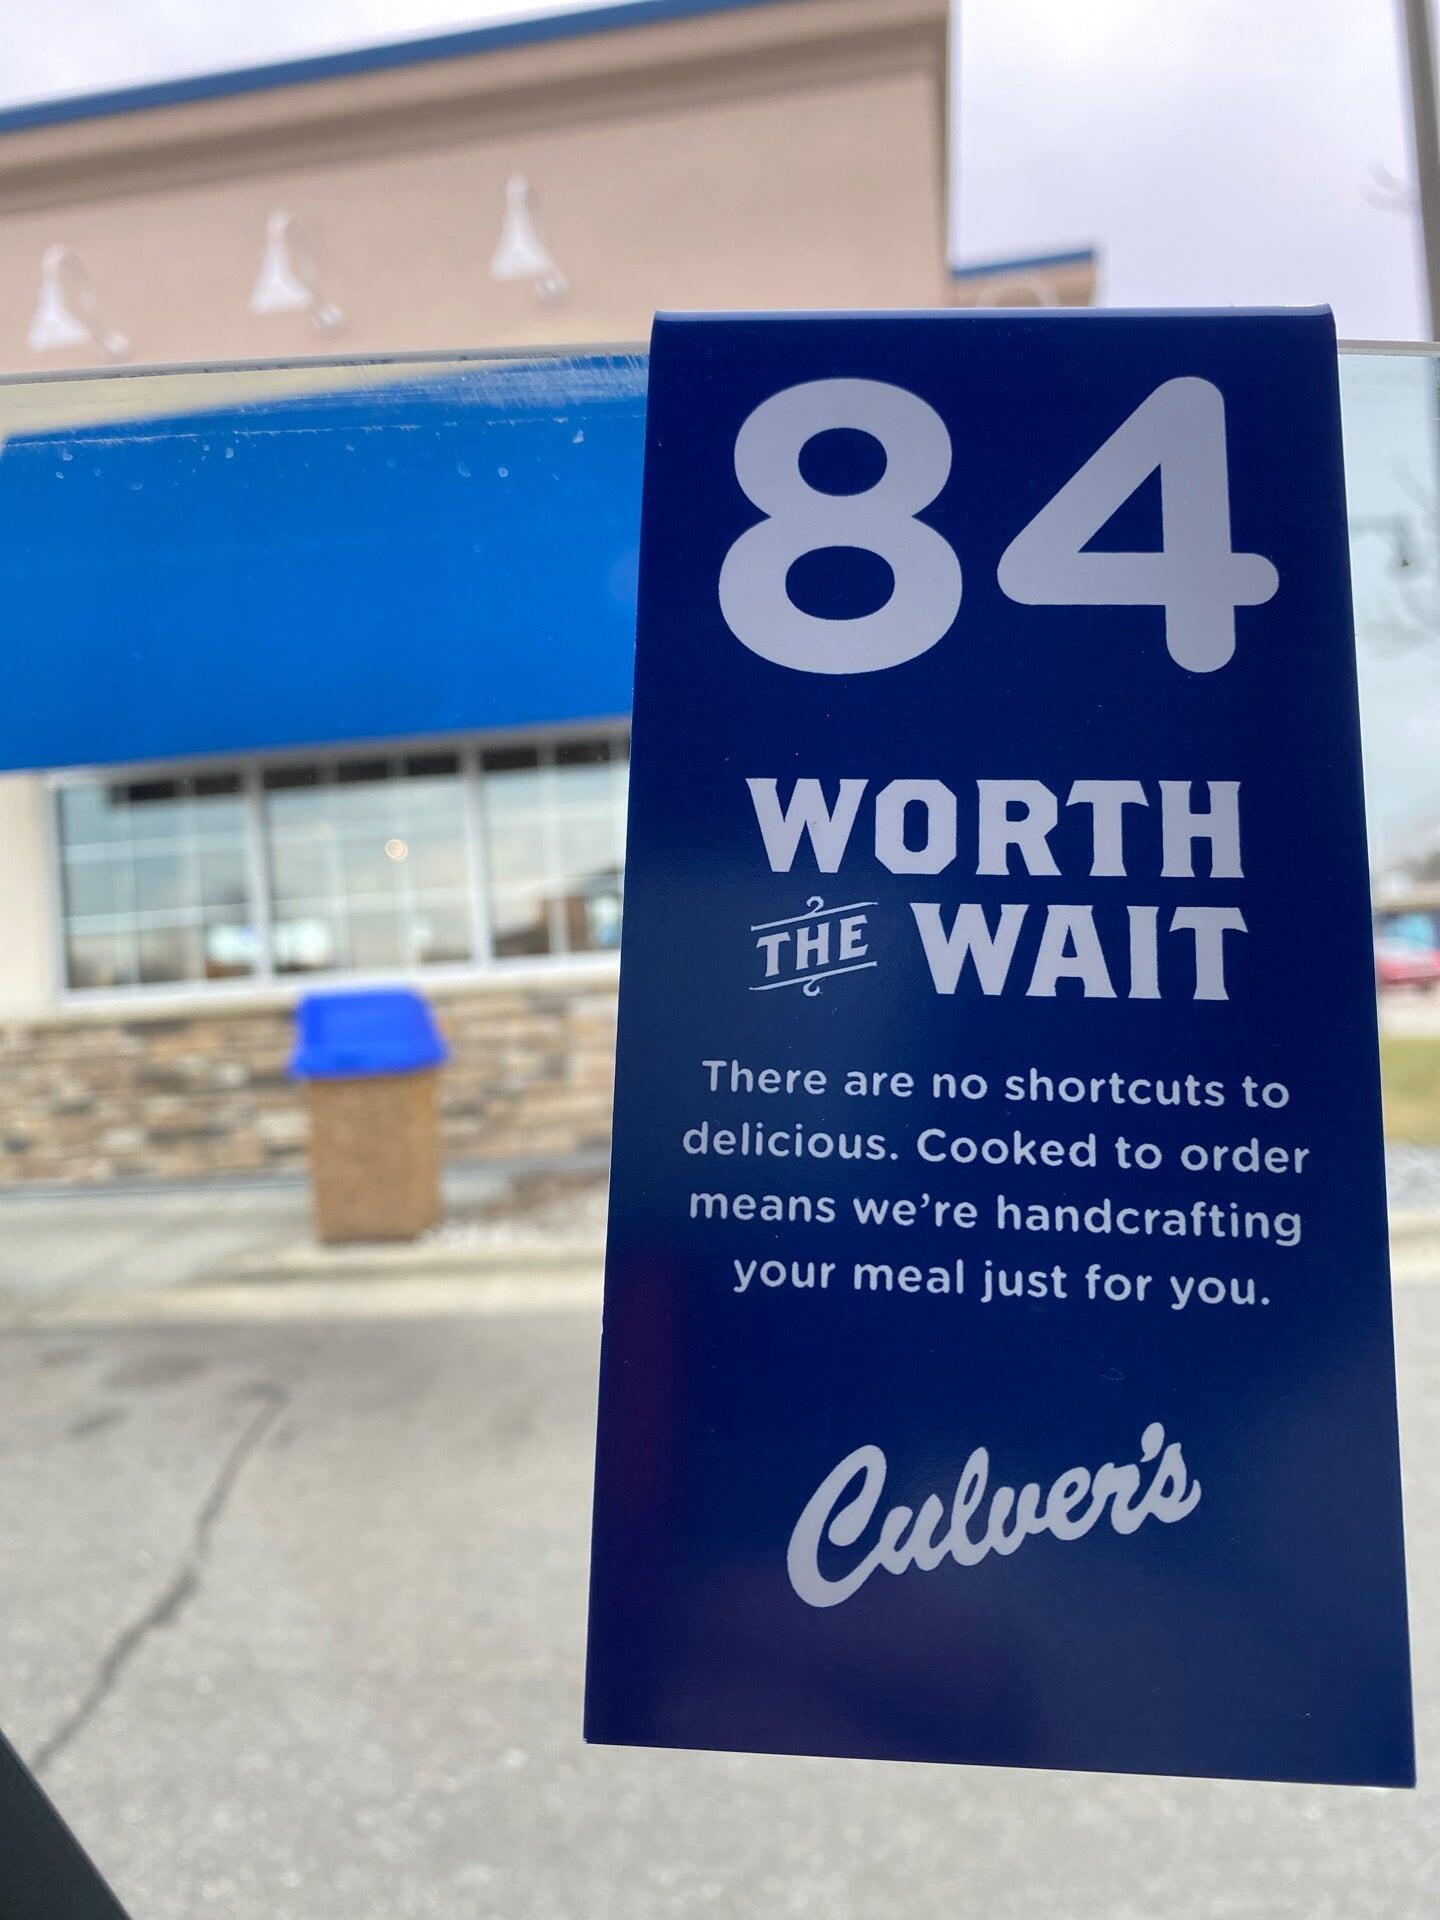 84
WORTH
THE WAIT
There are no shortcuts to
delicious. Cooked to order
means we're handcrafting
your meal just for you.
Culver's